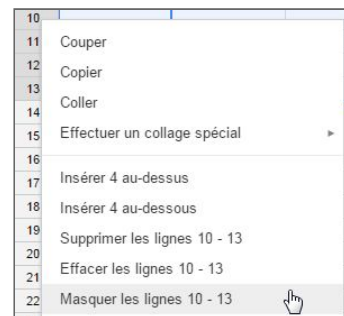 10
11 Couper
12 Copier
13
Coller
14
15 Effectuer un collage spécial
16
17 Insérer 4 au-dessus
18 Insérer 4 au-dessous
19
Supprimer les lignes 10 - 13
20
21 Effacer les lignes 10 - 13
22 Masquer les lignes 10 - 13